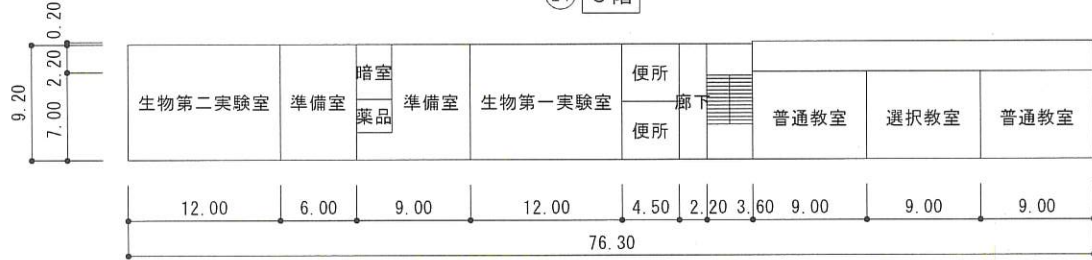 0.20
2.20
7.00
9.20
生物第二実験室
準備室
暗室
薬品
準備室
生物第一実験室
便所
便所
廊下
普通教室
選択教室
普通教室
12.00 6.00 9.00 12.00 4.50 2.20 3.60 9.00 9.00 9.00
76.30